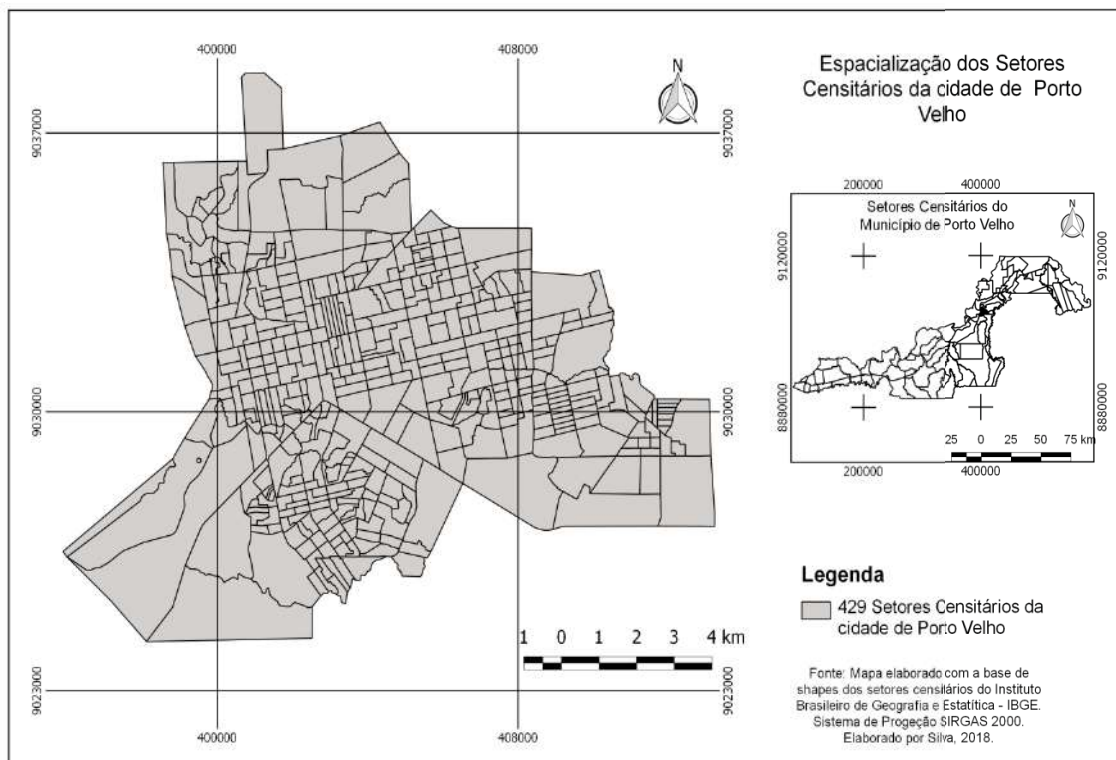 400000
408000
N
9037000
9037000
9030000
9030000
9023000
9023000
1 0 1 2 3 4 km
400000
408000
Espacialização dos Setores
Censitários da cidade de Porto
Velho
200000
400000
Setores Censitários do
Município de Porto Velho
N
9120000
9120000
8880000
8880000
25 0 25 50 75 km
200000
400000
Legenda
429 Setores Censitários da
cidade de Porto Velho
Fonte: Mapa elaborado com a base de
shapes dos setores censitários do Instituto
Brasileiro de Geografia e Estatítica - IBGE.
Sistema de Progeção SIRGAS 2000.
Elaborado por Silva, 2018.